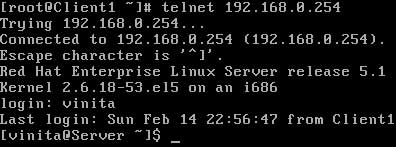 [root@Client1 ~]# telnet 192.168.0.254
Trying 192.168.0.254...
Connected to 192.168.0.254 (192.168.0.254).
Escape character is '^]'.
Red Hat Enterprise Linux Server release 5.1
Kernel 2.6.18-53.el5 on an i686
login: vinita
Last login: Sun Feb 14 22:56:47 from Client1
[vinita@Server ~]$ _